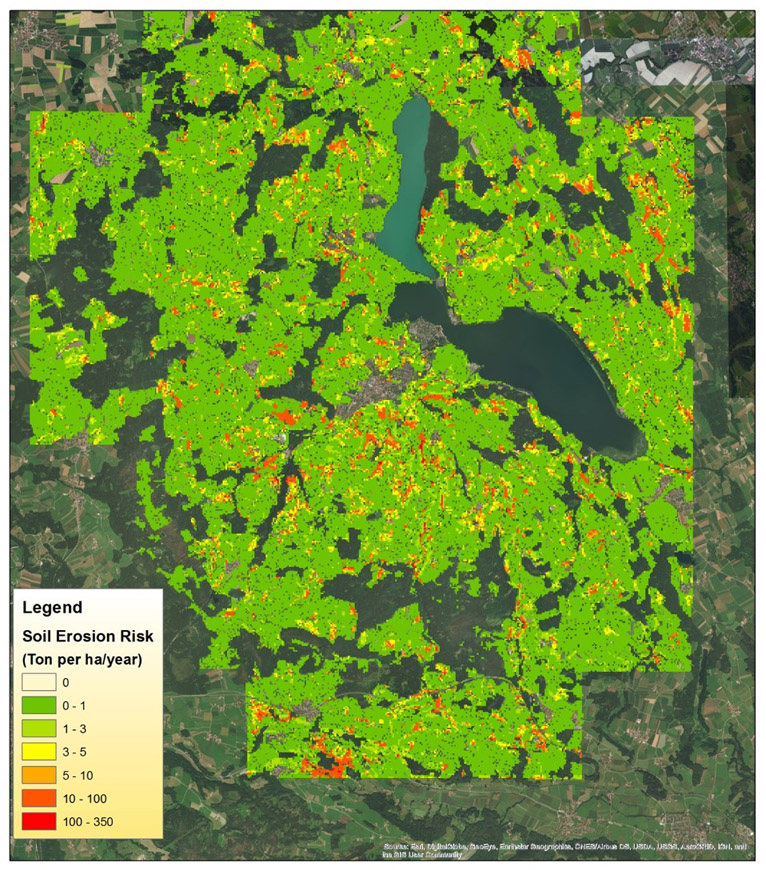 Legend
Soil Erosion Risk
(Ton per ha/year)
0
0 - 1
1 - 3
3 - 5
5 - 10
10 - 100
100 - 350
Source: Esri, DigitalGlobe, GeoEye, Earthstar Geographics, CNES/Airbus DS, USDA, USGS, AeroGRID, IGN, and
the GIS User Community